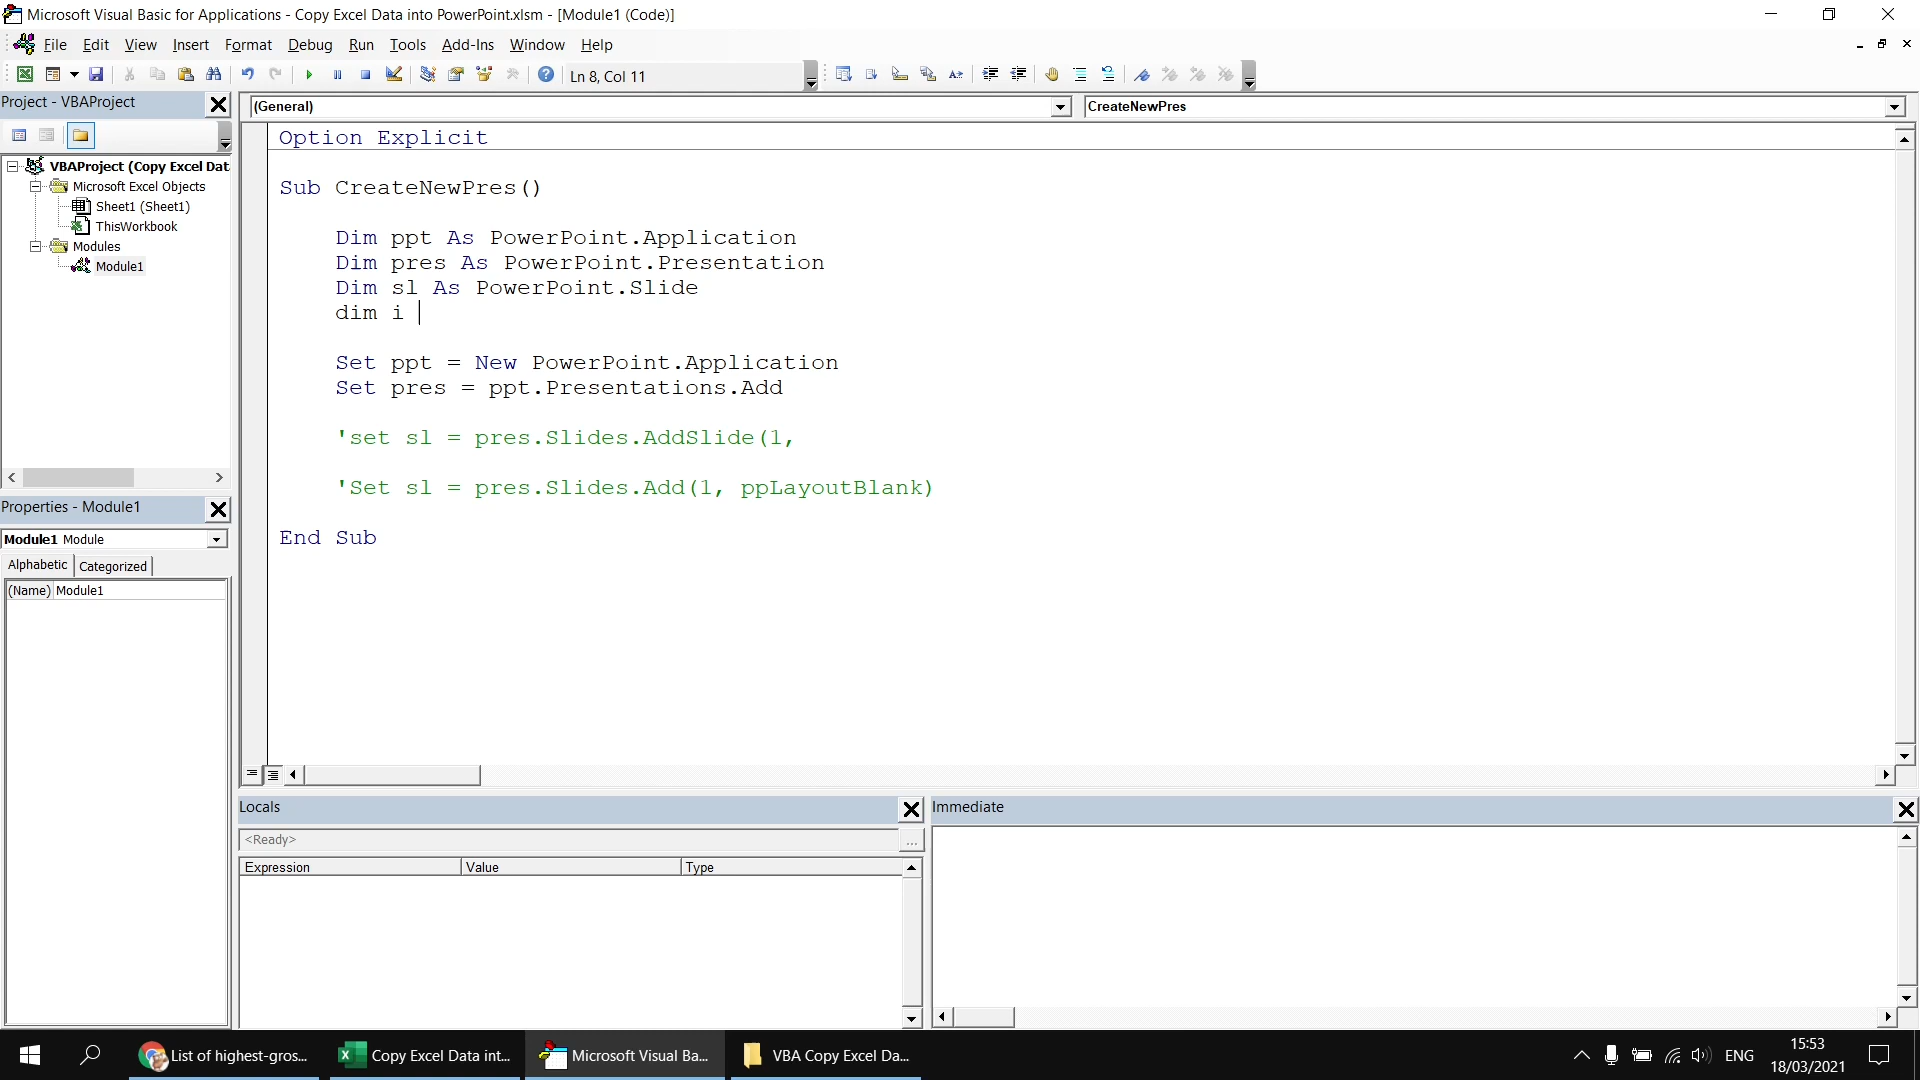 Microsoft Visual Basic for Applications - Copy Excel Data into PowerPoint.xlsm - [Module1 (Code)]
File Edit View Insert Format Debug Run Tools Add-Ins Window Help
Ln 8, Col 11
Project - VBAProject
(General)
CreateNewPres
VBAProject (Copy Excel Dat
Microsoft Excel Objects
Sheet1 (Sheet1)
ThisWorkbook
Modules
Module1
Option Explicit
Sub CreateNewPres()
Dim ppt As PowerPoint.Application
Dim pres As PowerPoint.Presentation
Dim sl As PowerPoint.Slide
dim i
Set ppt = New PowerPoint.Application
Set pres = ppt.Presentations.Add
'set sl = pres.Slides.AddSlide(1,
'Set sl = pres.Slides.Add(1, ppLayoutBlank)
End Sub
Properties - Module1
Module1 Module
Alphabetic Categorized
(Name) Module1
Locals
<Ready>
...
Expression Value Type
Immediate
List of highest-gros...
Copy Excel Data int...
Microsoft Visual Ba...
VBA Copy Excel Da...
ENG
15:53
18/03/2021